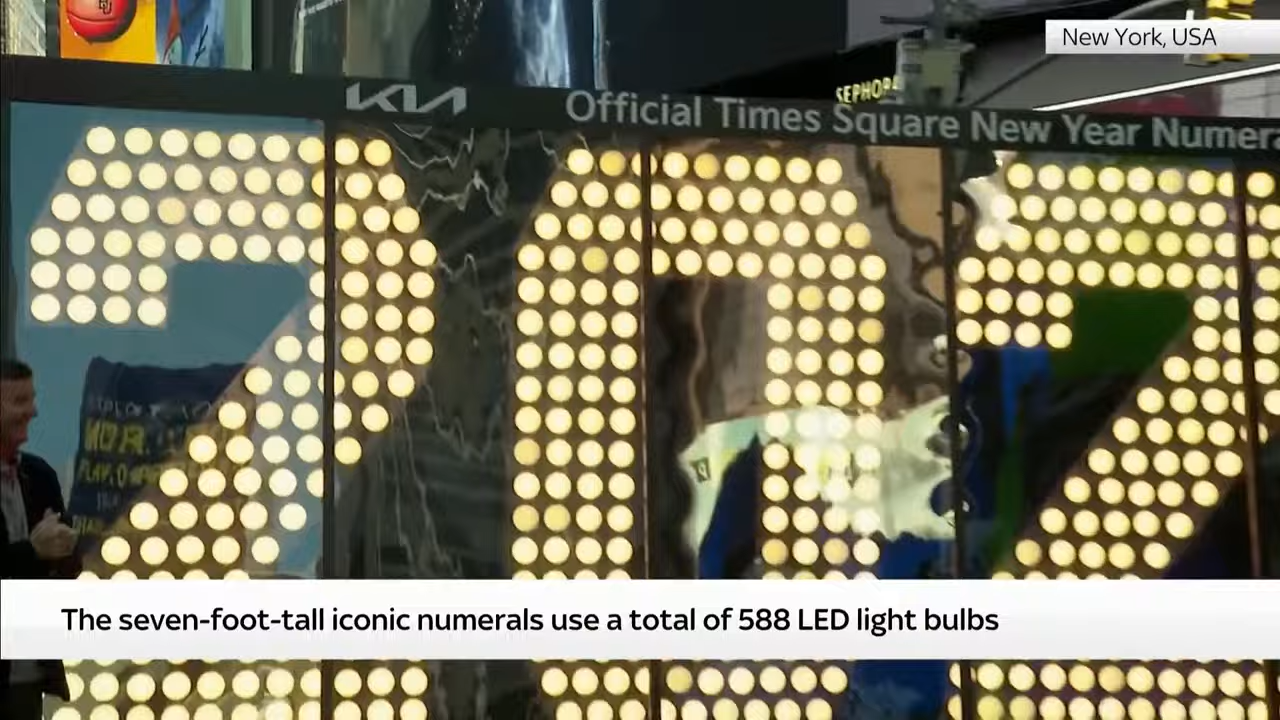 New York, USA
SEPHORA
KIA
Official Times Square New Year Numera
The seven-foot-tall iconic numerals use a total of 588 LED light bulbs
202